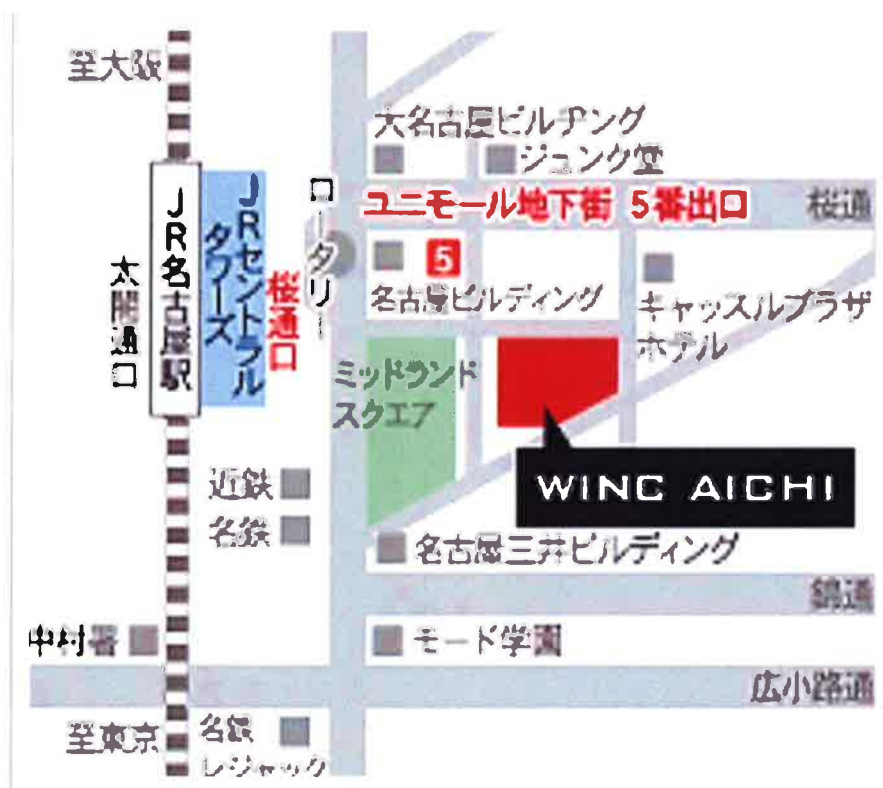 至大阪
大名古屋ビルヂング
ジュンク堂
ユニモール地下街 5番出口
桜通
JR名古屋駅
JRセントラル
タワーズ
桜通口
ロータリー
太閤通口
5
名古屋ビルディング
キャッスルプラザ
ホテル
ミッドランド
スクエア
WINC AICHI
近鉄
名鉄
名古屋三井ビルディング
錦通
中村署
モード学園
広小路通
至東京
名鉄
レジャック